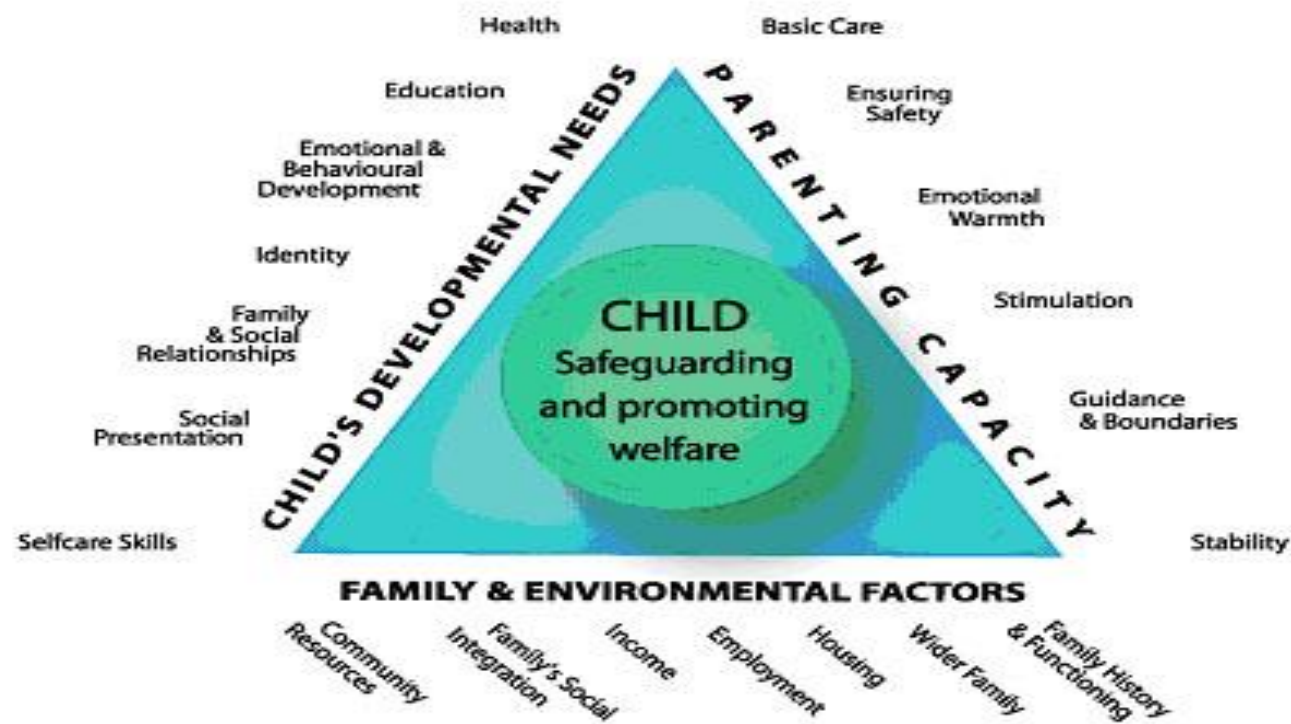 Health
Education
Emotional &
Behavioural
Development
Identity
Family
& Social
Relationships
Social
Presentation
Selfcare Skills
CHILD'S DEVELOPMENTAL NEEDS
Basic Care
Ensuring
Safety
Emotional
Warmth
Stimulation
Guidance
& Boundaries
Stability
PARENTING CAPACITY
CHILD
Safeguarding
and promoting
welfare
FAMILY & ENVIRONMENTAL FACTORS
Community
Resources
Family's Social
Integration
Income
Employment
Housing
Wider Family
Family History
& Functioning